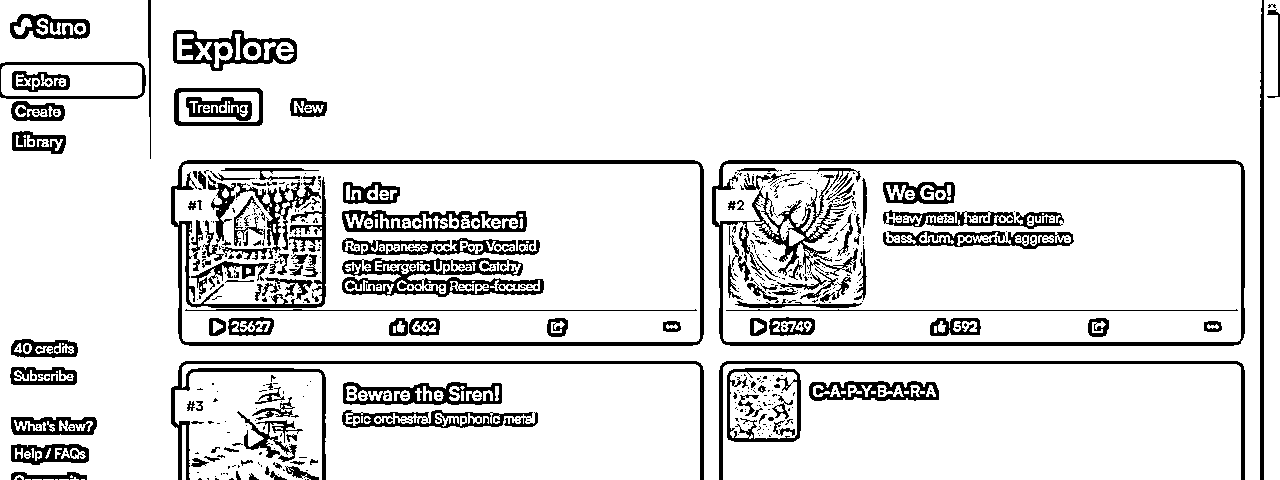 Suno
Explore
Create
Library
40 credits
Subscribe
What's New?
Help / FAQs
Community
Explore
Trending
New
#1
In der
Weihnachtsbäckerei
Rap Japanese rock Pop Vocaloid
style Energetic Upbeat Catchy
Culinary Cooking Recipe-focused
25627
662
#2
We Go!
Heavy metal, hard rock, guitar,
bass, drum, powerful, aggresive
28749
592
#3
Beware the Siren!
Epic orchestral Symphonic metal
C-A-P-Y-B-A-R-A